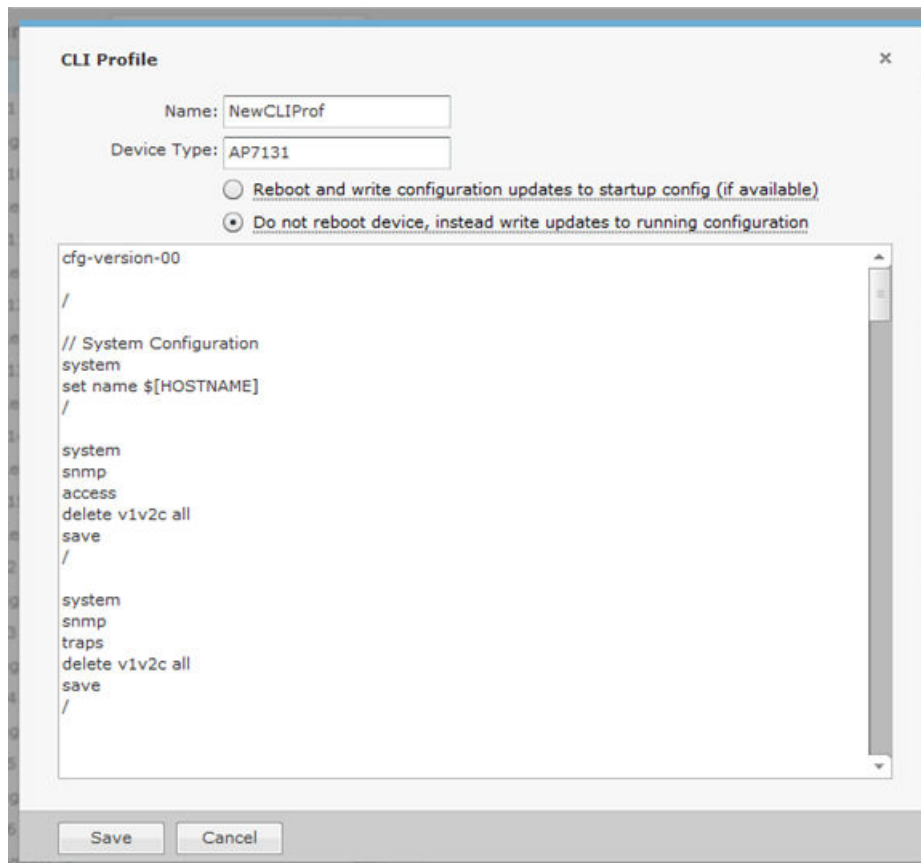 CLI Profile
×
Name: NewCLIProf
Device Type: AP7131
Reboot and write configuration updates to startup config (if available)
Do not reboot device, instead write updates to running configuration
cfg-version-00
/
// System Configuration
system
set name $[HOSTNAME]
/
system
snmp
access
delete v1v2c all
save
/
system
snmp
traps
delete v1v2c all
save
/
Save Cancel